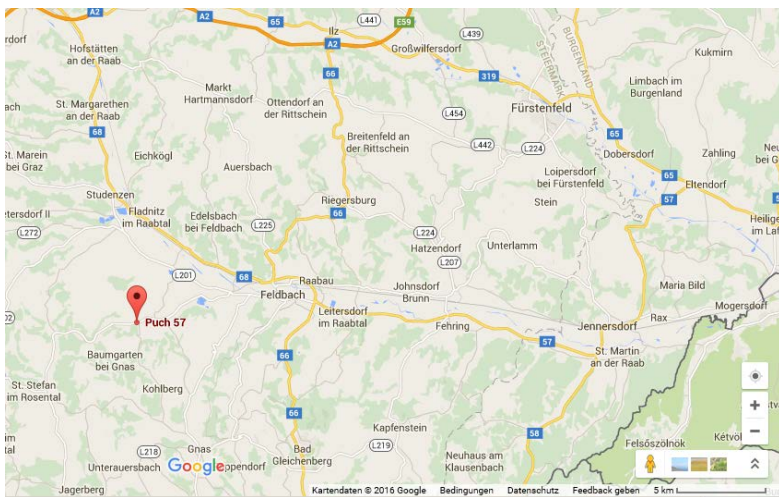 A2
65
L441
E59
Ilz
A2
L439
Großwilfersdorf
Hofstätten
an der Raab
66
319
STEIERMARK
BURGENLAND
Kukmirn
Markt
Hartmannsdorf
Ottendorf an
der Rittschein
Limbach im
Burgenland
St. Margarethen
an der Raab
Fürstenfeld
L454
68
Breitenfeld an
der Rittschein
65
L442
L224
Dobersdorf
Zahling
St. Marein
bei Graz
Eichkögl
Auersbach
Loipersdorf
bei Fürstenfeld
65
Eltendorf
Studenzen
Riegersburg
66
Stein
57
Fladnitz
im Raabtal
Edelsbach
bei Feldbach
L225
L272
L224
Hatzendorf
Unterlamm
L207
L201
68
Raabau
Feldbach
Johnsdorf
Brunn
Maria Bild
Mogersdorf
Puch 57
Leitersdorf
im Raabtal
Fehring
Jennersdorf
Rax
57
Baumgarten
bei Gnas
66
St. Martin
an der Raab
St. Stefan
im Rosental
Kohlberg
66
Kapfenstein
58
L219
Felsőszölnök
L218
Gnas
Bad
Gleichenberg
Neuhaus am
Klausenbach
Unterauersbach
Google
Jagerberg
Kartendaten © 2016 Google
Bedingungen
Datenschutz
Feedback geben
5 km